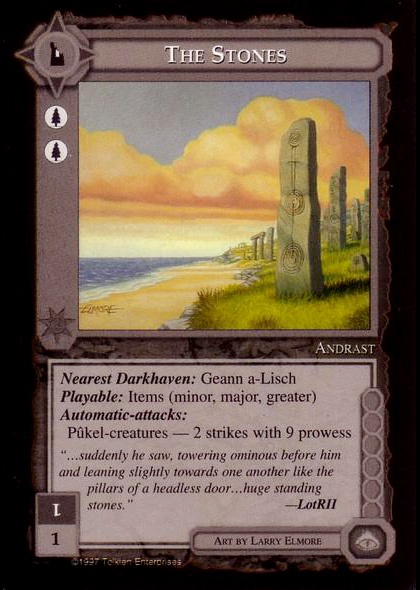 THE STONES
ELMORE
ANDRAST
Nearest Darkhaven: Geann a-Lisch
Playable: Items (minor, major, greater)
Automatic-attacks:
Pûkel-creatures — 2 strikes with 9 prowess
“…suddenly he saw, towering ominous before him
and leaning slightly towards one another like the
pillars of a headless door…huge standing
stones.” —LotRII
1
ART BY LARRY ELMORE
©1997 Tolkien Enterprises